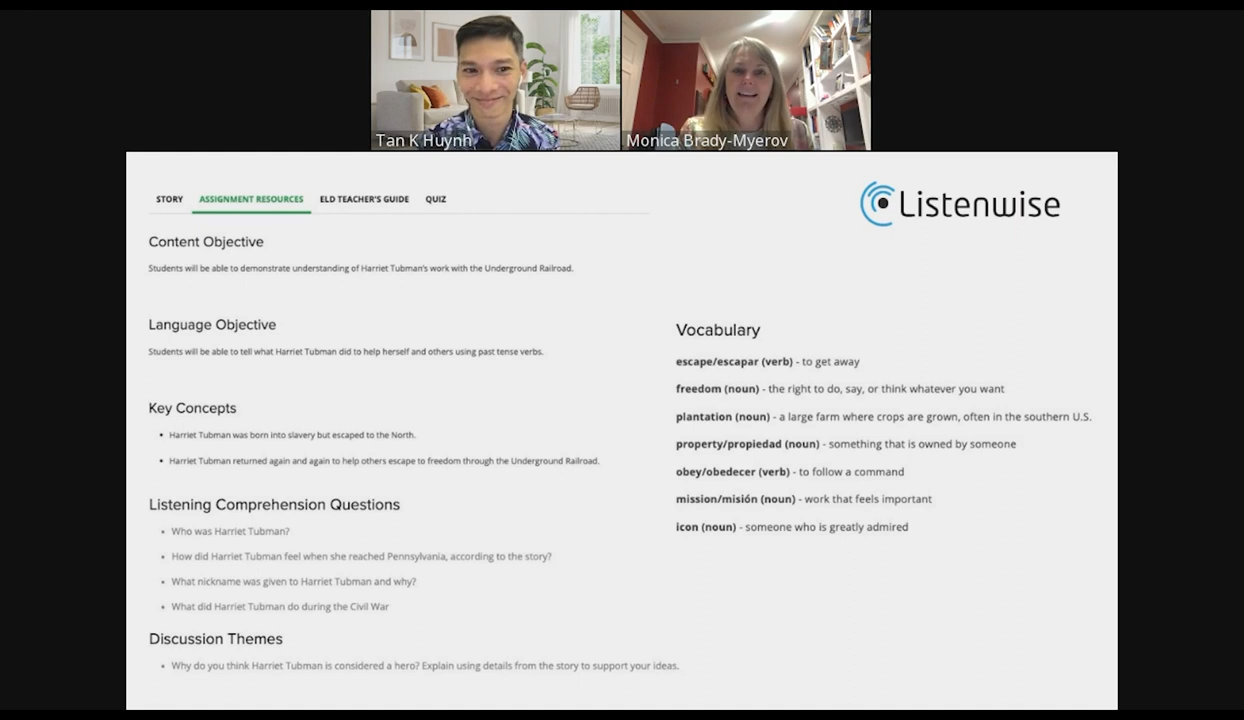 Tan K Huynh
Monica Brady-Myerov
STORY ASSIGNMENT RESOURCES ELD TEACHER'S GUIDE QUIZ
Listenwise
Content Objective
Students will be able to demonstrate understanding of Harriet Tubman's work with the Underground Railroad.
Language Objective
Students will be able to tell what Harriet Tubman did to help herself and others using past tense verbs.
Key Concepts
• Harriet Tubman was born into slavery but escaped to the North.
• Harriet Tubman returned again and again to help others escape to freedom through the Underground Railroad.
Listening Comprehension Questions
• Who was Harriet Tubman?
• How did Harriet Tubman feel when she reached Pennsylvania, according to the story?
• What nickname was given to Harriet Tubman and why?
• What did Harriet Tubman do during the Civil War
Discussion Themes
• Why do you think Harriet Tubman is considered a hero? Explain using details from the story to support your ideas.
Vocabulary
escape/escapar (verb) - to get away
freedom (noun) - the right to do, say, or think whatever you want
plantation (noun) - a large farm where crops are grown, often in the southern U.S.
property/propiedad (noun) - something that is owned by someone
obey/obedecer (verb) - to follow a command
mission/misión (noun) - work that feels important
icon (noun) - someone who is greatly admired